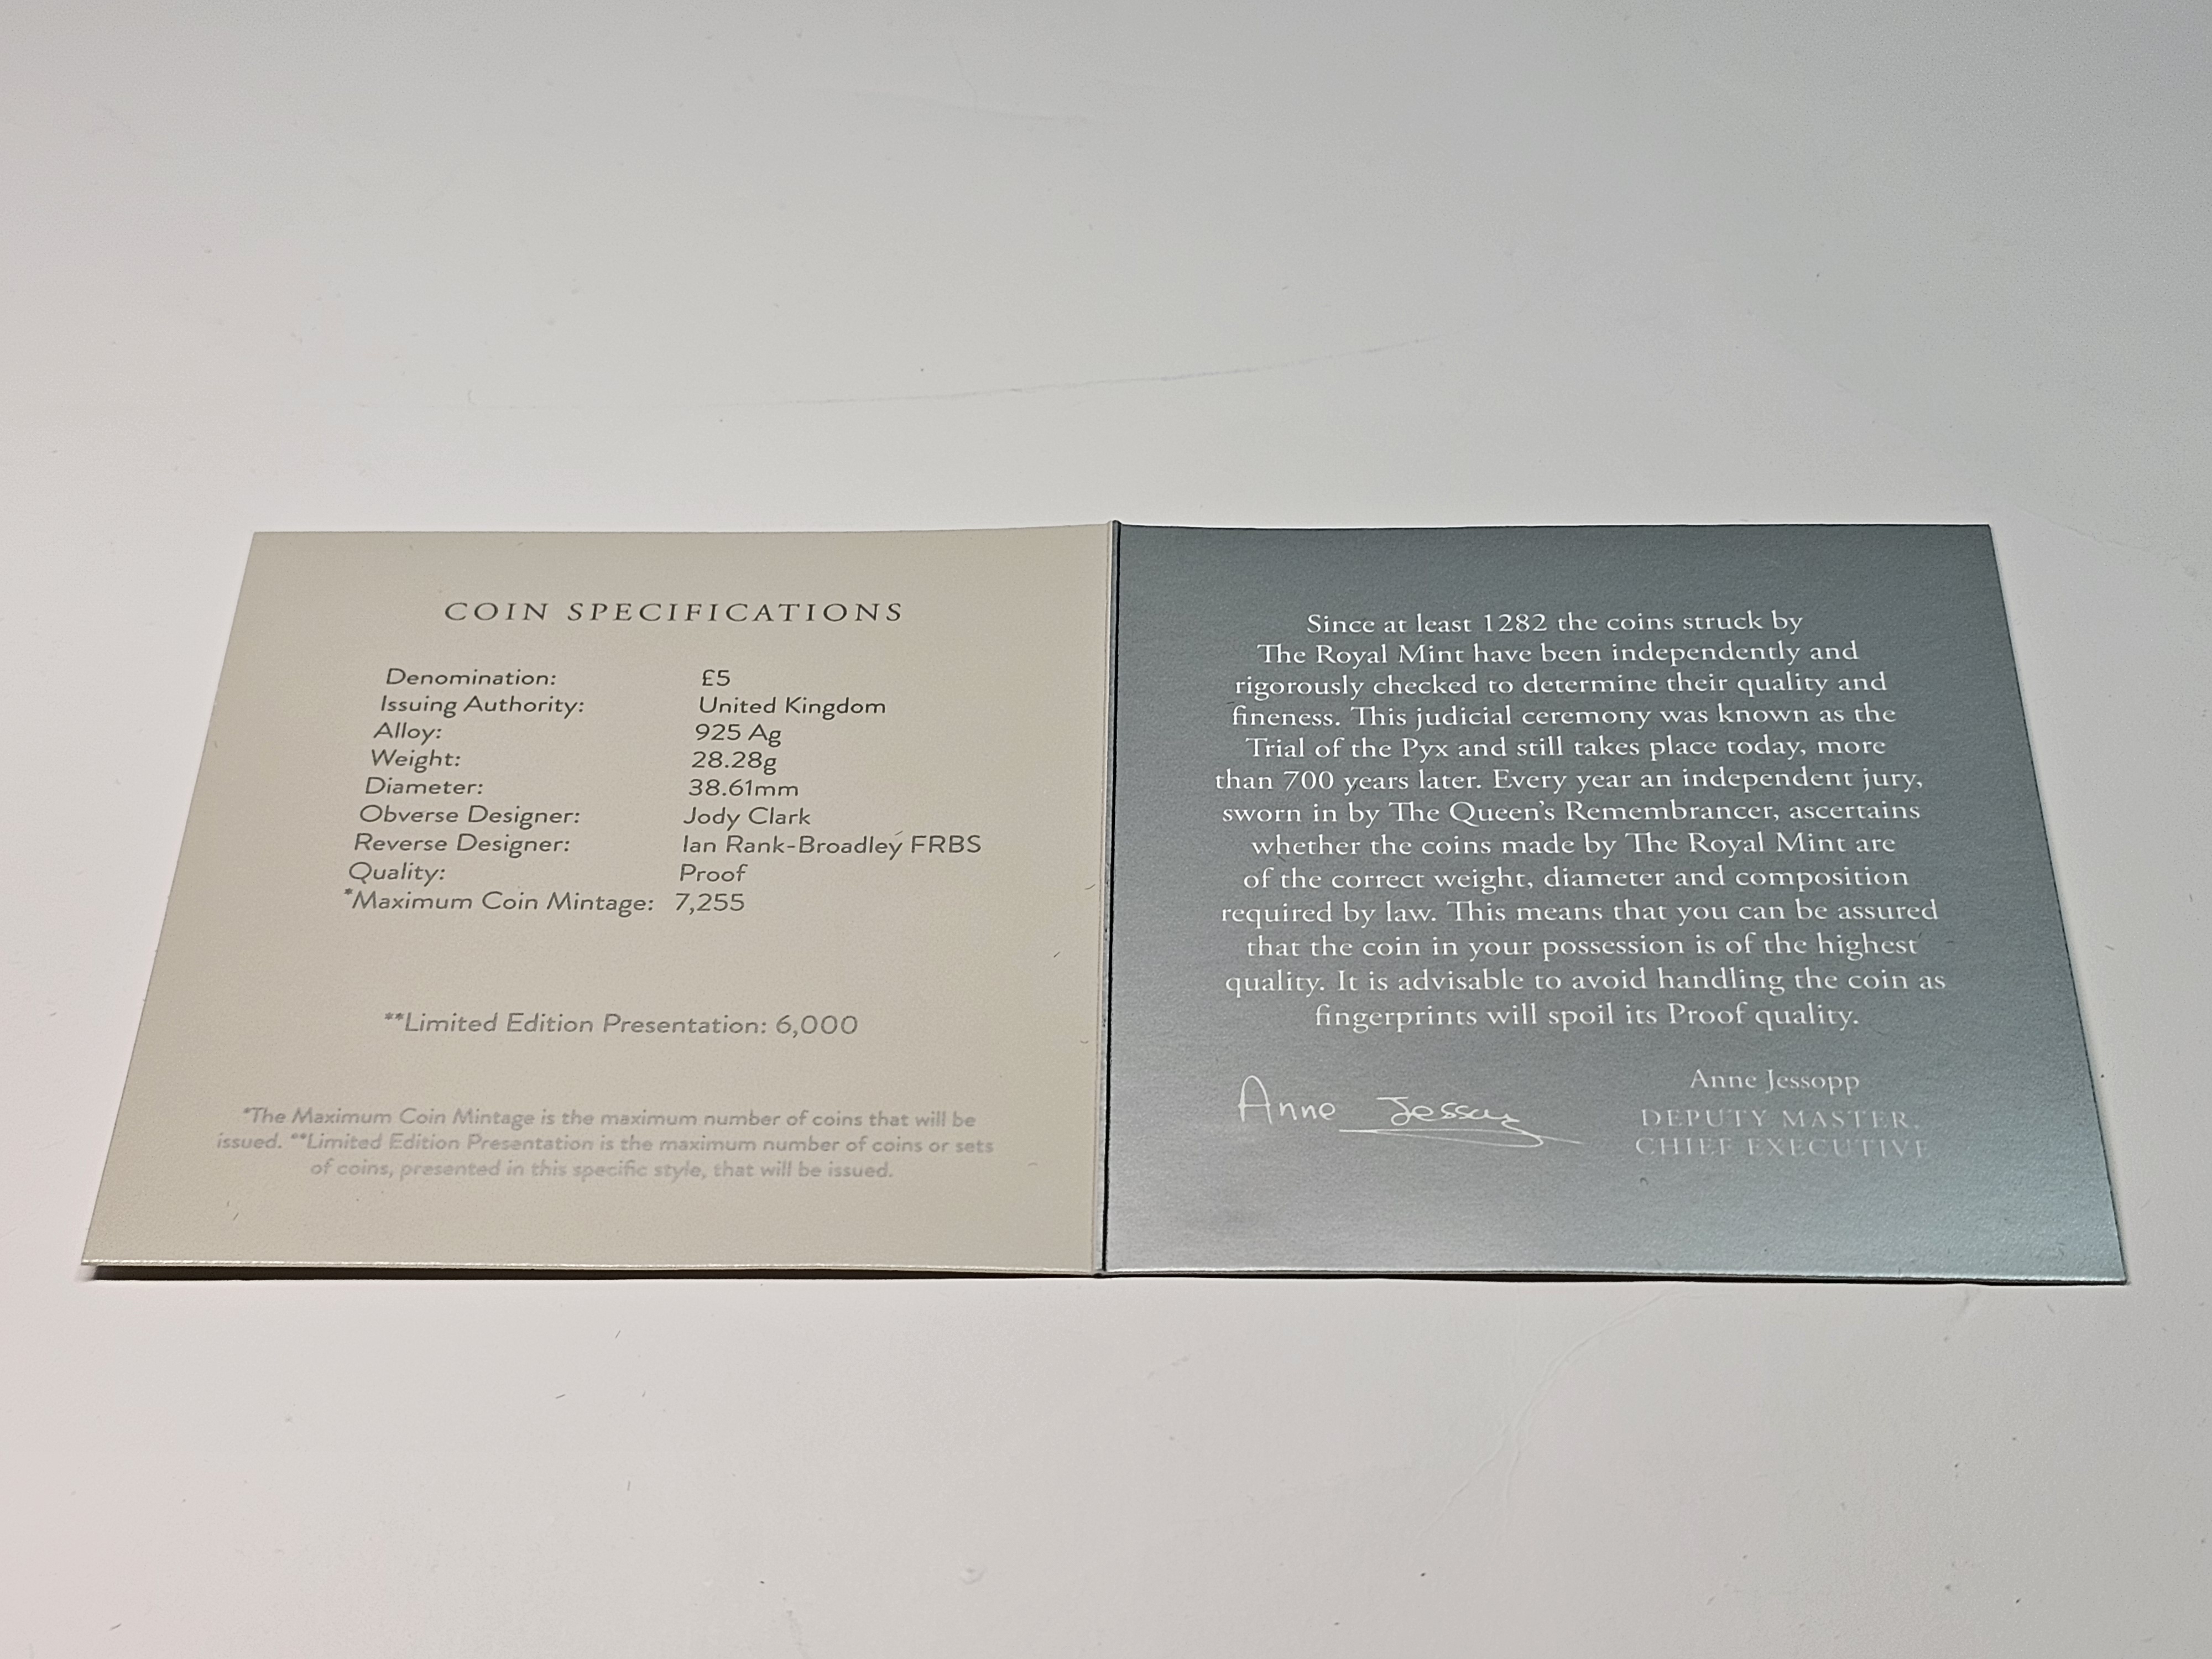 COIN SPECIFICATIONS
Denomination: £5
Issuing Authority: United Kingdom
Alloy: 925 Ag
Weight: 28.28g
Diameter: 38.61mm
Obverse Designer: Jody Clark
Reverse Designer: Ian Rank-Broadley FRBS
Quality: Proof
*Maximum Coin Mintage: 7,255
**Limited Edition Presentation: 6,000
*The Maximum Coin Mintage is the maximum number of coins that will be
issued. **Limited Edition Presentation is the maximum number of coins or sets
of coins, presented in this specific style, that will be issued.
Since at least 1282 the coins struck by
The Royal Mint have been independently and
rigorously checked to determine their quality and
fineness. This judicial ceremony was known as the
Trial of the Pyx and still takes place today, more
than 700 years later. Every year an independent jury,
sworn in by The Queen's Remembrancer, ascertains
whether the coins made by The Royal Mint are
of the correct weight, diameter and composition
required by law. This means that you can be assured
that the coin in your possession is of the highest
quality. It is advisable to avoid handling the coin as
fingerprints will spoil its Proof quality.
Anne Jessopp
Anne Jessopp
DEPUTY MASTER,
CHIEF EXECUTIVE